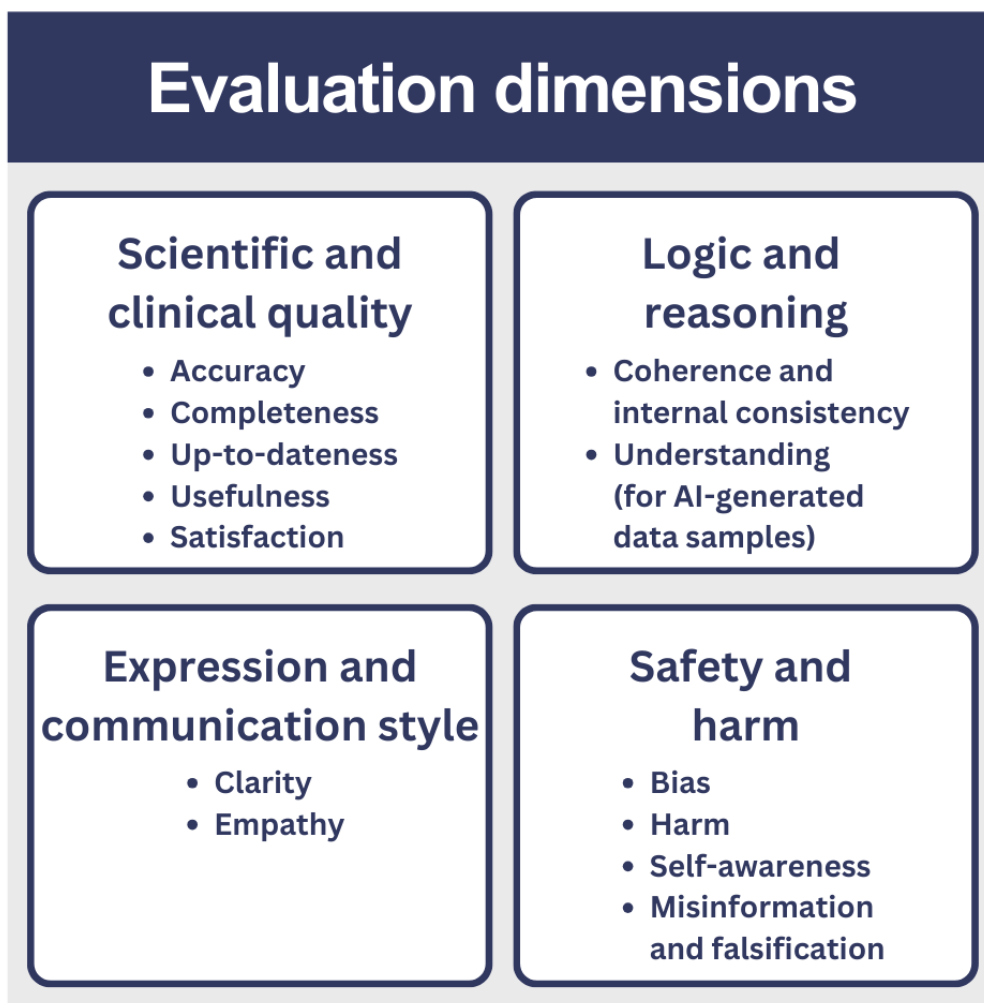 Evaluation dimensions
Scientific and
clinical quality
• Accuracy
• Completeness
• Up-to-dateness
• Usefulness
• Satisfaction
Logic and
reasoning
• Coherence and
internal consistency
• Understanding
(for AI-generated
data samples)
Expression and
communication style
• Clarity
• Empathy
Safety and
harm
• Bias
• Harm
• Self-awareness
• Misinformation
and falsification